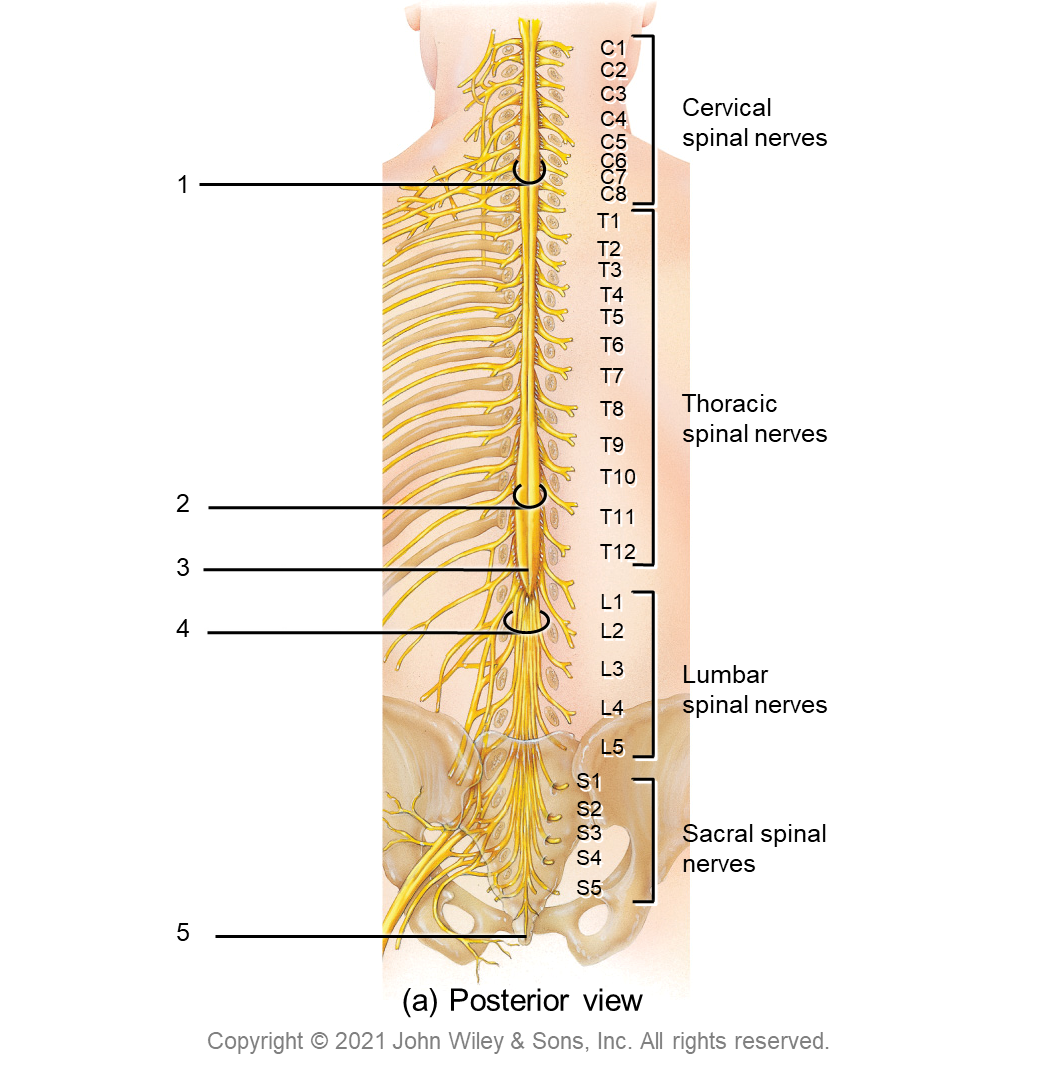 C1
C2
C3
C4
C5
C6
C7
C8
Cervical
spinal nerves
1
T1
T2
T3
T4
T5
T6
T7
T8
T9
T10
T11
T12
Thoracic
spinal nerves
2
3
4
L1
L2
L3
L4
L5
Lumbar
spinal nerves
S1
S2
S3
S4
S5
Sacral spinal
nerves
5
(a) Posterior view
Copyright © 2021 John Wiley & Sons, Inc. All rights reserved.